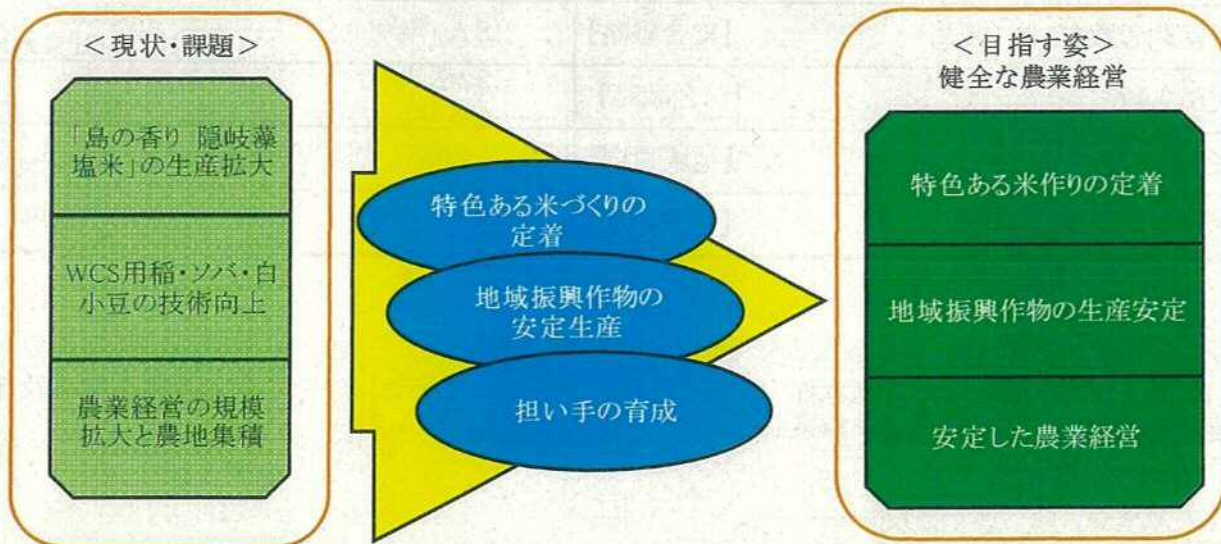 <現状・課題>
「島の香り 隠岐藻
塩米」の生産拡大
WCS用稲・ソバ・白
小豆の技術向上
農業経営の規模
拡大と農地集積
特色ある米づくりの
定着
地域振興作物の
安定生産
担い手の育成
<目指す姿>
健全な農業経営
特色ある米作りの定着
地域振興作物の生産安定
安定した農業経営